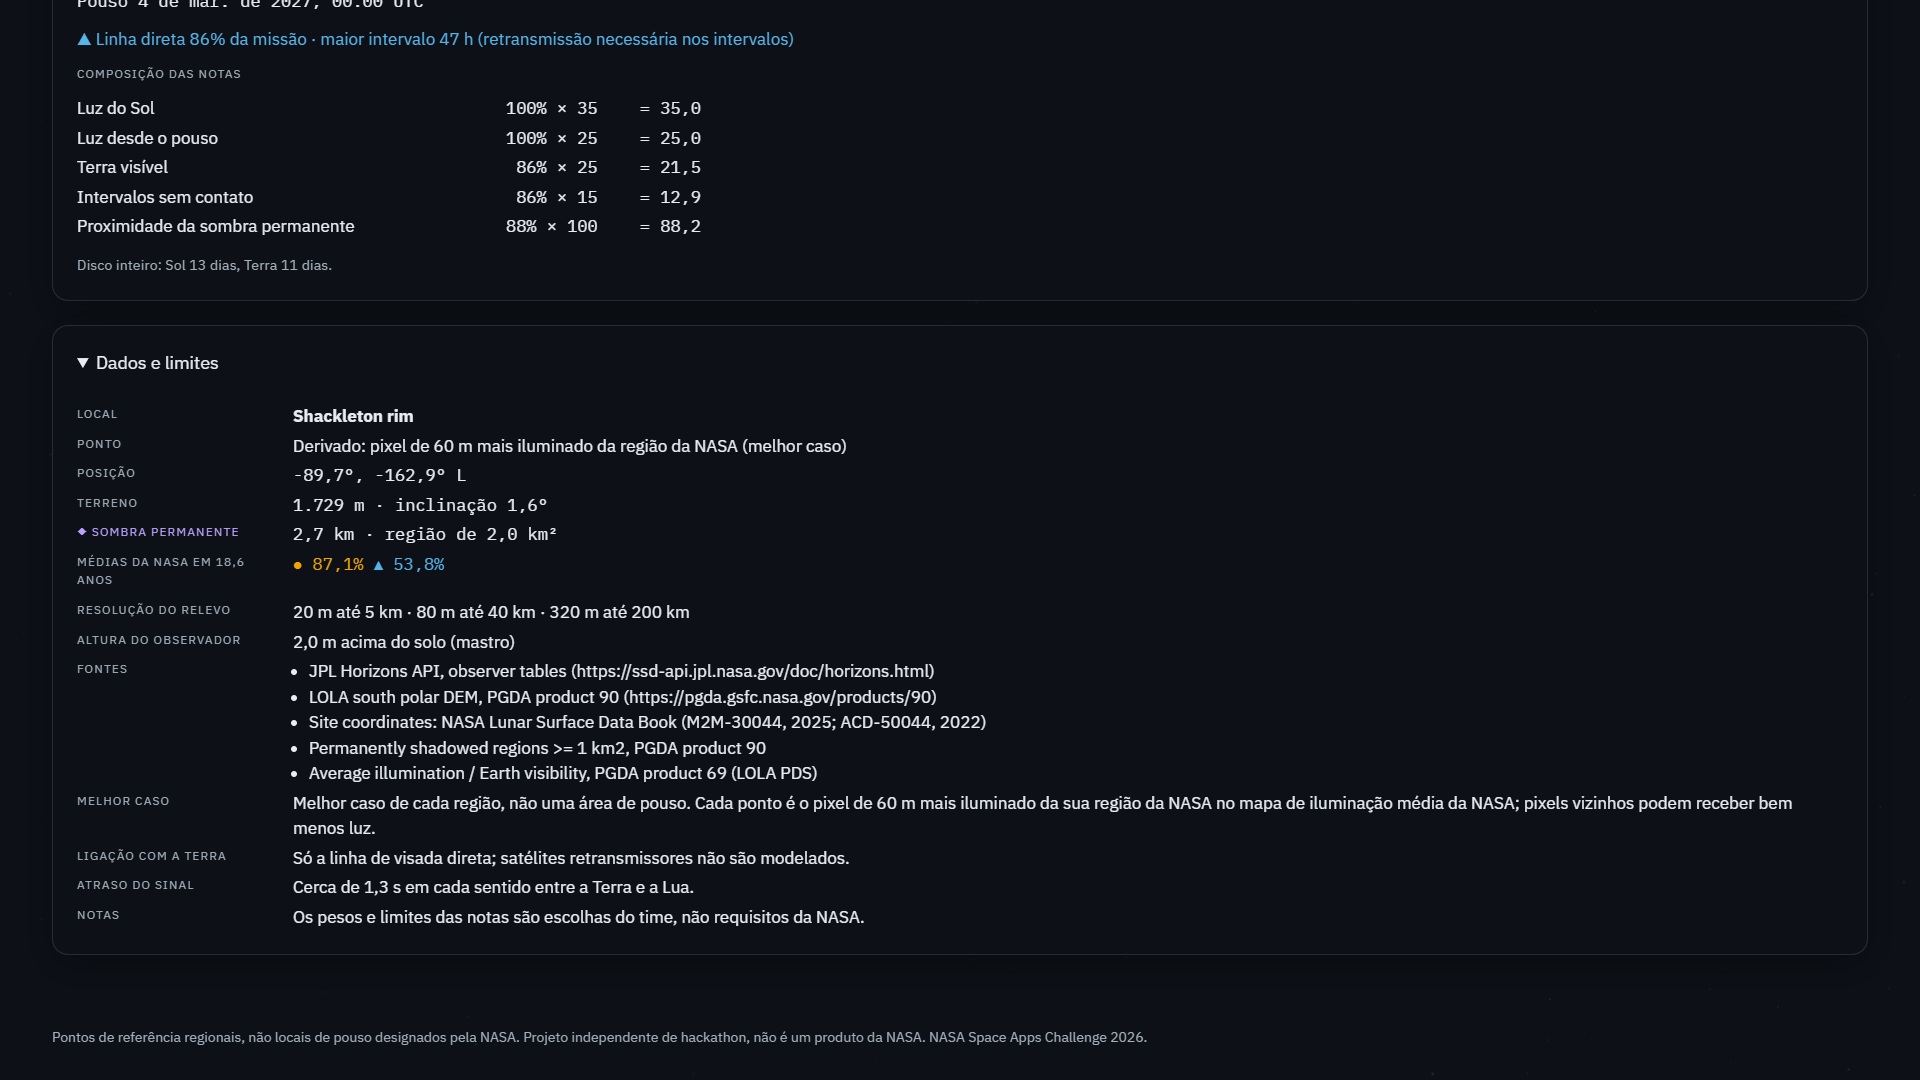 Pouso 4 de mar. de 2027, 00:00 UTC
▲ Linha direta 86% da missão · maior intervalo 47 h (retransmissão necessária nos intervalos)
COMPOSIÇÃO DAS NOTAS
Luz do Sol 100% × 35 = 35,0
Luz desde o pouso 100% × 25 = 25,0
Terra visível 86% × 25 = 21,5
Intervalos sem contato 86% × 15 = 12,9
Proximidade da sombra permanente 88% × 100 = 88,2
Disco inteiro: Sol 13 dias, Terra 11 dias.
▼ Dados e limites
LOCAL Shackleton rim
PONTO Derivado: pixel de 60 m mais iluminado da região da NASA (melhor caso)
POSIÇÃO -89,7°, -162,9° L
TERRENO 1.729 m · inclinação 1,6°
◆ SOMBRA PERMANENTE 2,7 km · região de 2,0 km²
MÉDIAS DA NASA EM 18,6 ● 87,1% ▲ 53,8%
ANOS
RESOLUÇÃO DO RELEVO 20 m até 5 km · 80 m até 40 km · 320 m até 200 km
ALTURA DO OBSERVADOR 2,0 m acima do solo (mastro)
FONTES • JPL Horizons API, observer tables (https://ssd-api.jpl.nasa.gov/doc/horizons.html)
• LOLA south polar DEM, PGDA product 90 (https://pgda.gsfc.nasa.gov/products/90)
• Site coordinates: NASA Lunar Surface Data Book (M2M-30044, 2025; ACD-50044, 2022)
• Permanently shadowed regions >= 1 km2, PGDA product 90
• Average illumination / Earth visibility, PGDA product 69 (LOLA PDS)
MELHOR CASO Melhor caso de cada região, não uma área de pouso. Cada ponto é o pixel de 60 m mais iluminado da sua região da NASA no mapa de iluminação média da NASA; pixels vizinhos podem receber bem
menos luz.
LIGAÇÃO COM A TERRA Só a linha de visada direta; satélites retransmissores não são modelados.
ATRASO DO SINAL Cerca de 1,3 s em cada sentido entre a Terra e a Lua.
NOTAS Os pesos e limites das notas são escolhas do time, não requisitos da NASA.
Pontos de referência regionais, não locais de pouso designados pela NASA. Projeto independente de hackathon, não é um produto da NASA. NASA Space Apps Challenge 2026.